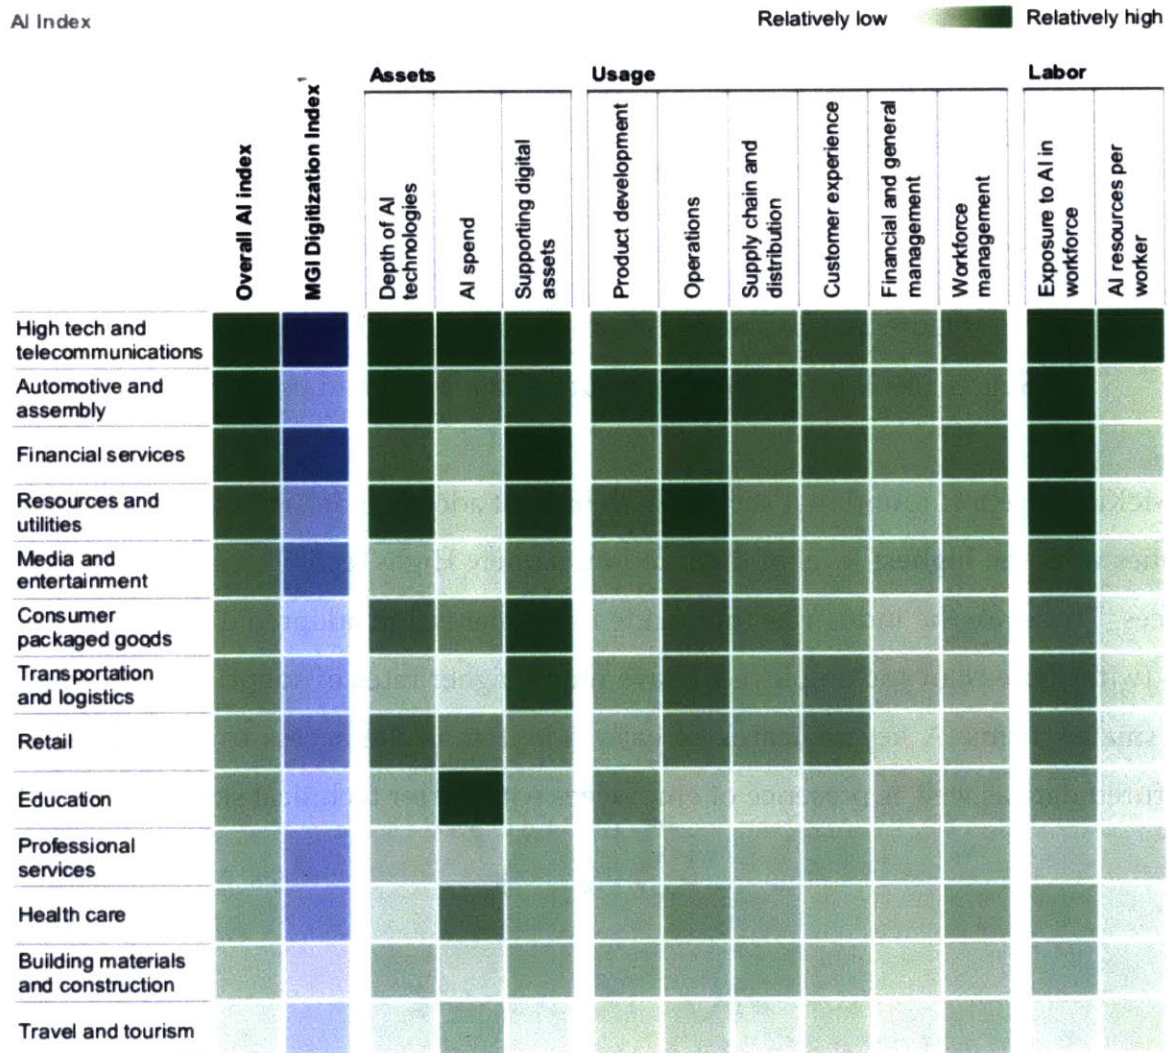 AI Index
Relatively low
Relatively high
Assets
Usage
Labor
Overall AI index
MGI Digitization Index¹
Depth of AI
technologies
AI spend
Supporting digital
assets
Product development
Operations
Supply chain and
distribution
Customer experience
Financial and general
management
Workforce
management
Exposure to AI in
workforce
AI resources per
worker
High tech and
telecommunications
Automotive and
assembly
Financial services
Resources and
utilities
Media and
entertainment
Consumer
packaged goods
Transportation
and logistics
Retail
Education
Professional
services
Health care
Building materials
and construction
Travel and tourism